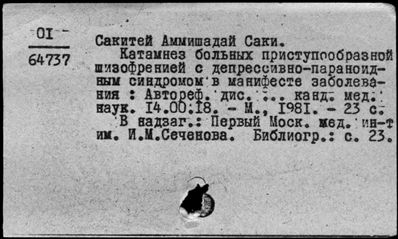 OI
64737
Сакитей Аммишадай Саки.
Катамнез больных приступообразной
шизофренией с депрессивно-параноид-
ным синдромом в манифесте заболева-
ния : Автореф. дис. ... канд. мед.
наук. 14.00.18. - М., 1981. - 23 с.
В надзаг.: Первый Моск. мед. ин-т
им. И.М.Сеченова. Библиогр.: с. 23.